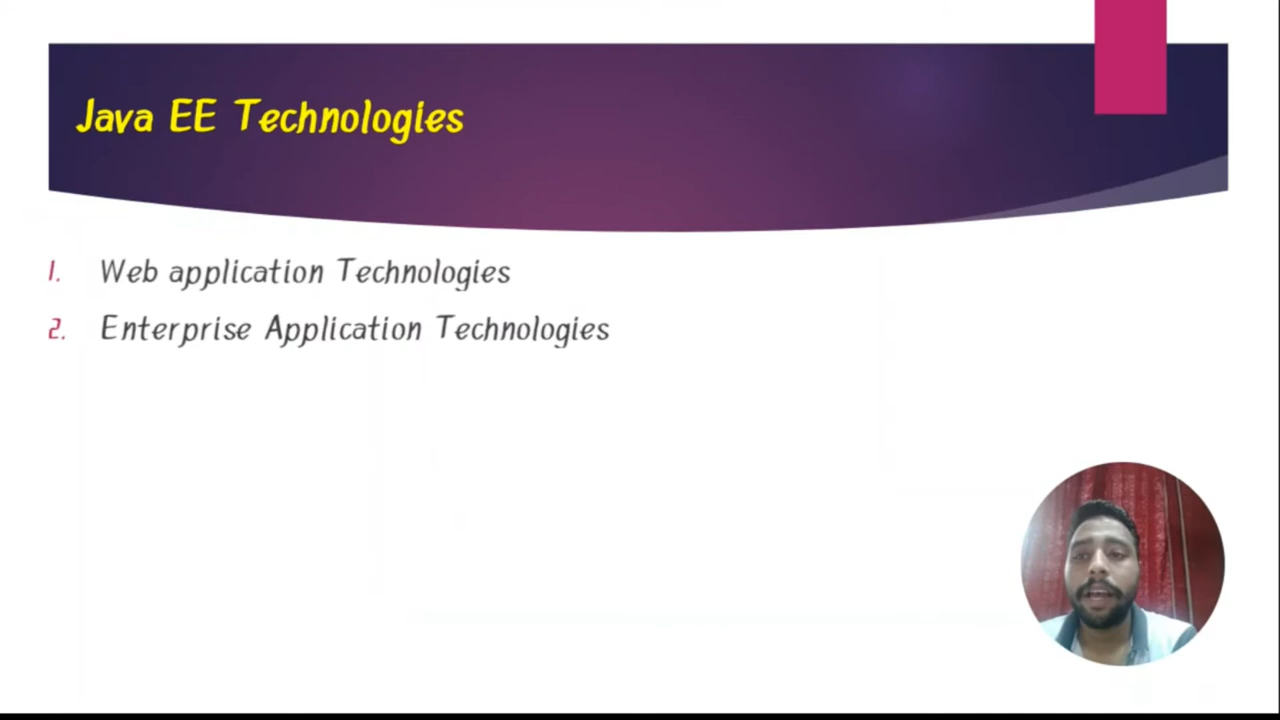 Java EE Technologies
1. Web application Technologies
2. Enterprise Application Technologies